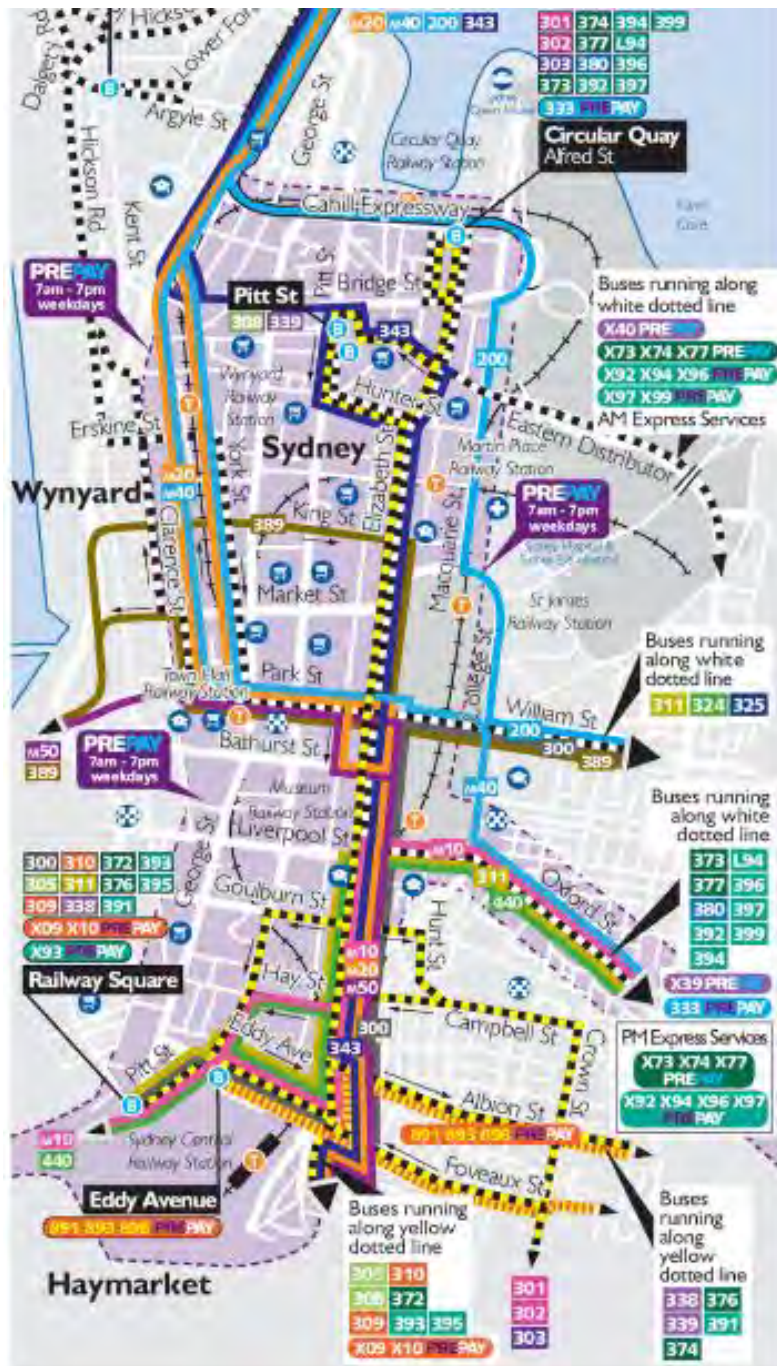 M20 M40 200 343
301 374 394 399
302 377 L94
303 380 396
373 392 397
333 PREPAY
Hickson
Lower Fort
Dalgety Rd
B
Argyle St
George St
Circular Quay
Railway Station
Circular Quay
Alfred St
Hickson Rd
Kent St
Cahill Expressway
B
PREPAY
7am - 7pm
weekdays
Pitt St
308 339
Pitt St
Bridge St
B
B
343
200
Buses running along
white dotted line
X40 PREPAY
X73 X74 X77 PREPAY
X92 X94 X96 PREPAY
X97 X99 PREPAY
AM Express Services
Wynyard
Railway
Station
Hunter St
Eastern Distributor
T
Erskine St
Sydney
Martin Place
Railway Station
T
Wynyard
M20
M40
York St
Elizabeth St
PREPAY
7am - 7pm
weekdays
389
King St
Clarence St
Macquarie St
Market St
T
St James
Railway Station
College St
Buses running
along white
dotted line
311 324 325
Town Hall
Railway Station
Park St
William St
T
200
300
389
M50
389
PREPAY
7am - 7pm
weekdays
Bathurst St
M40
Museum
Railway Station
T
Liverpool St
George St
M10
311
440
Oxford St
Buses running
along white
dotted line
373 L94
377 396
380 397
392 399
394
X39 PREPAY
333 PREPAY
300 310 372 393
305 311 376 395
309 338 391
X09 X10 PREPAY
X93 PREPAY
Railway Square
Goulburn St
Hunt St
Hay St
M10
M20
M50
Campbell St
Crown St
Eddy Ave
300
343
PM Express Services
X73 X74 X77
PREPAY
X92 X94 X96 X97
PREPAY
Pitt St
B
B
Albion St
891 893 898 PREPAY
M10
440
Sydney Central
Railway Station
T
Foveaux St
Eddy Avenue
891 893 898 PREPAY
Haymarket
Buses running
along yellow
dotted line
305 310
308 372
309 393 395
X09 X10 PREPAY
301
302
303
Buses
running
along
yellow
dotted line
338 376
339 391
374